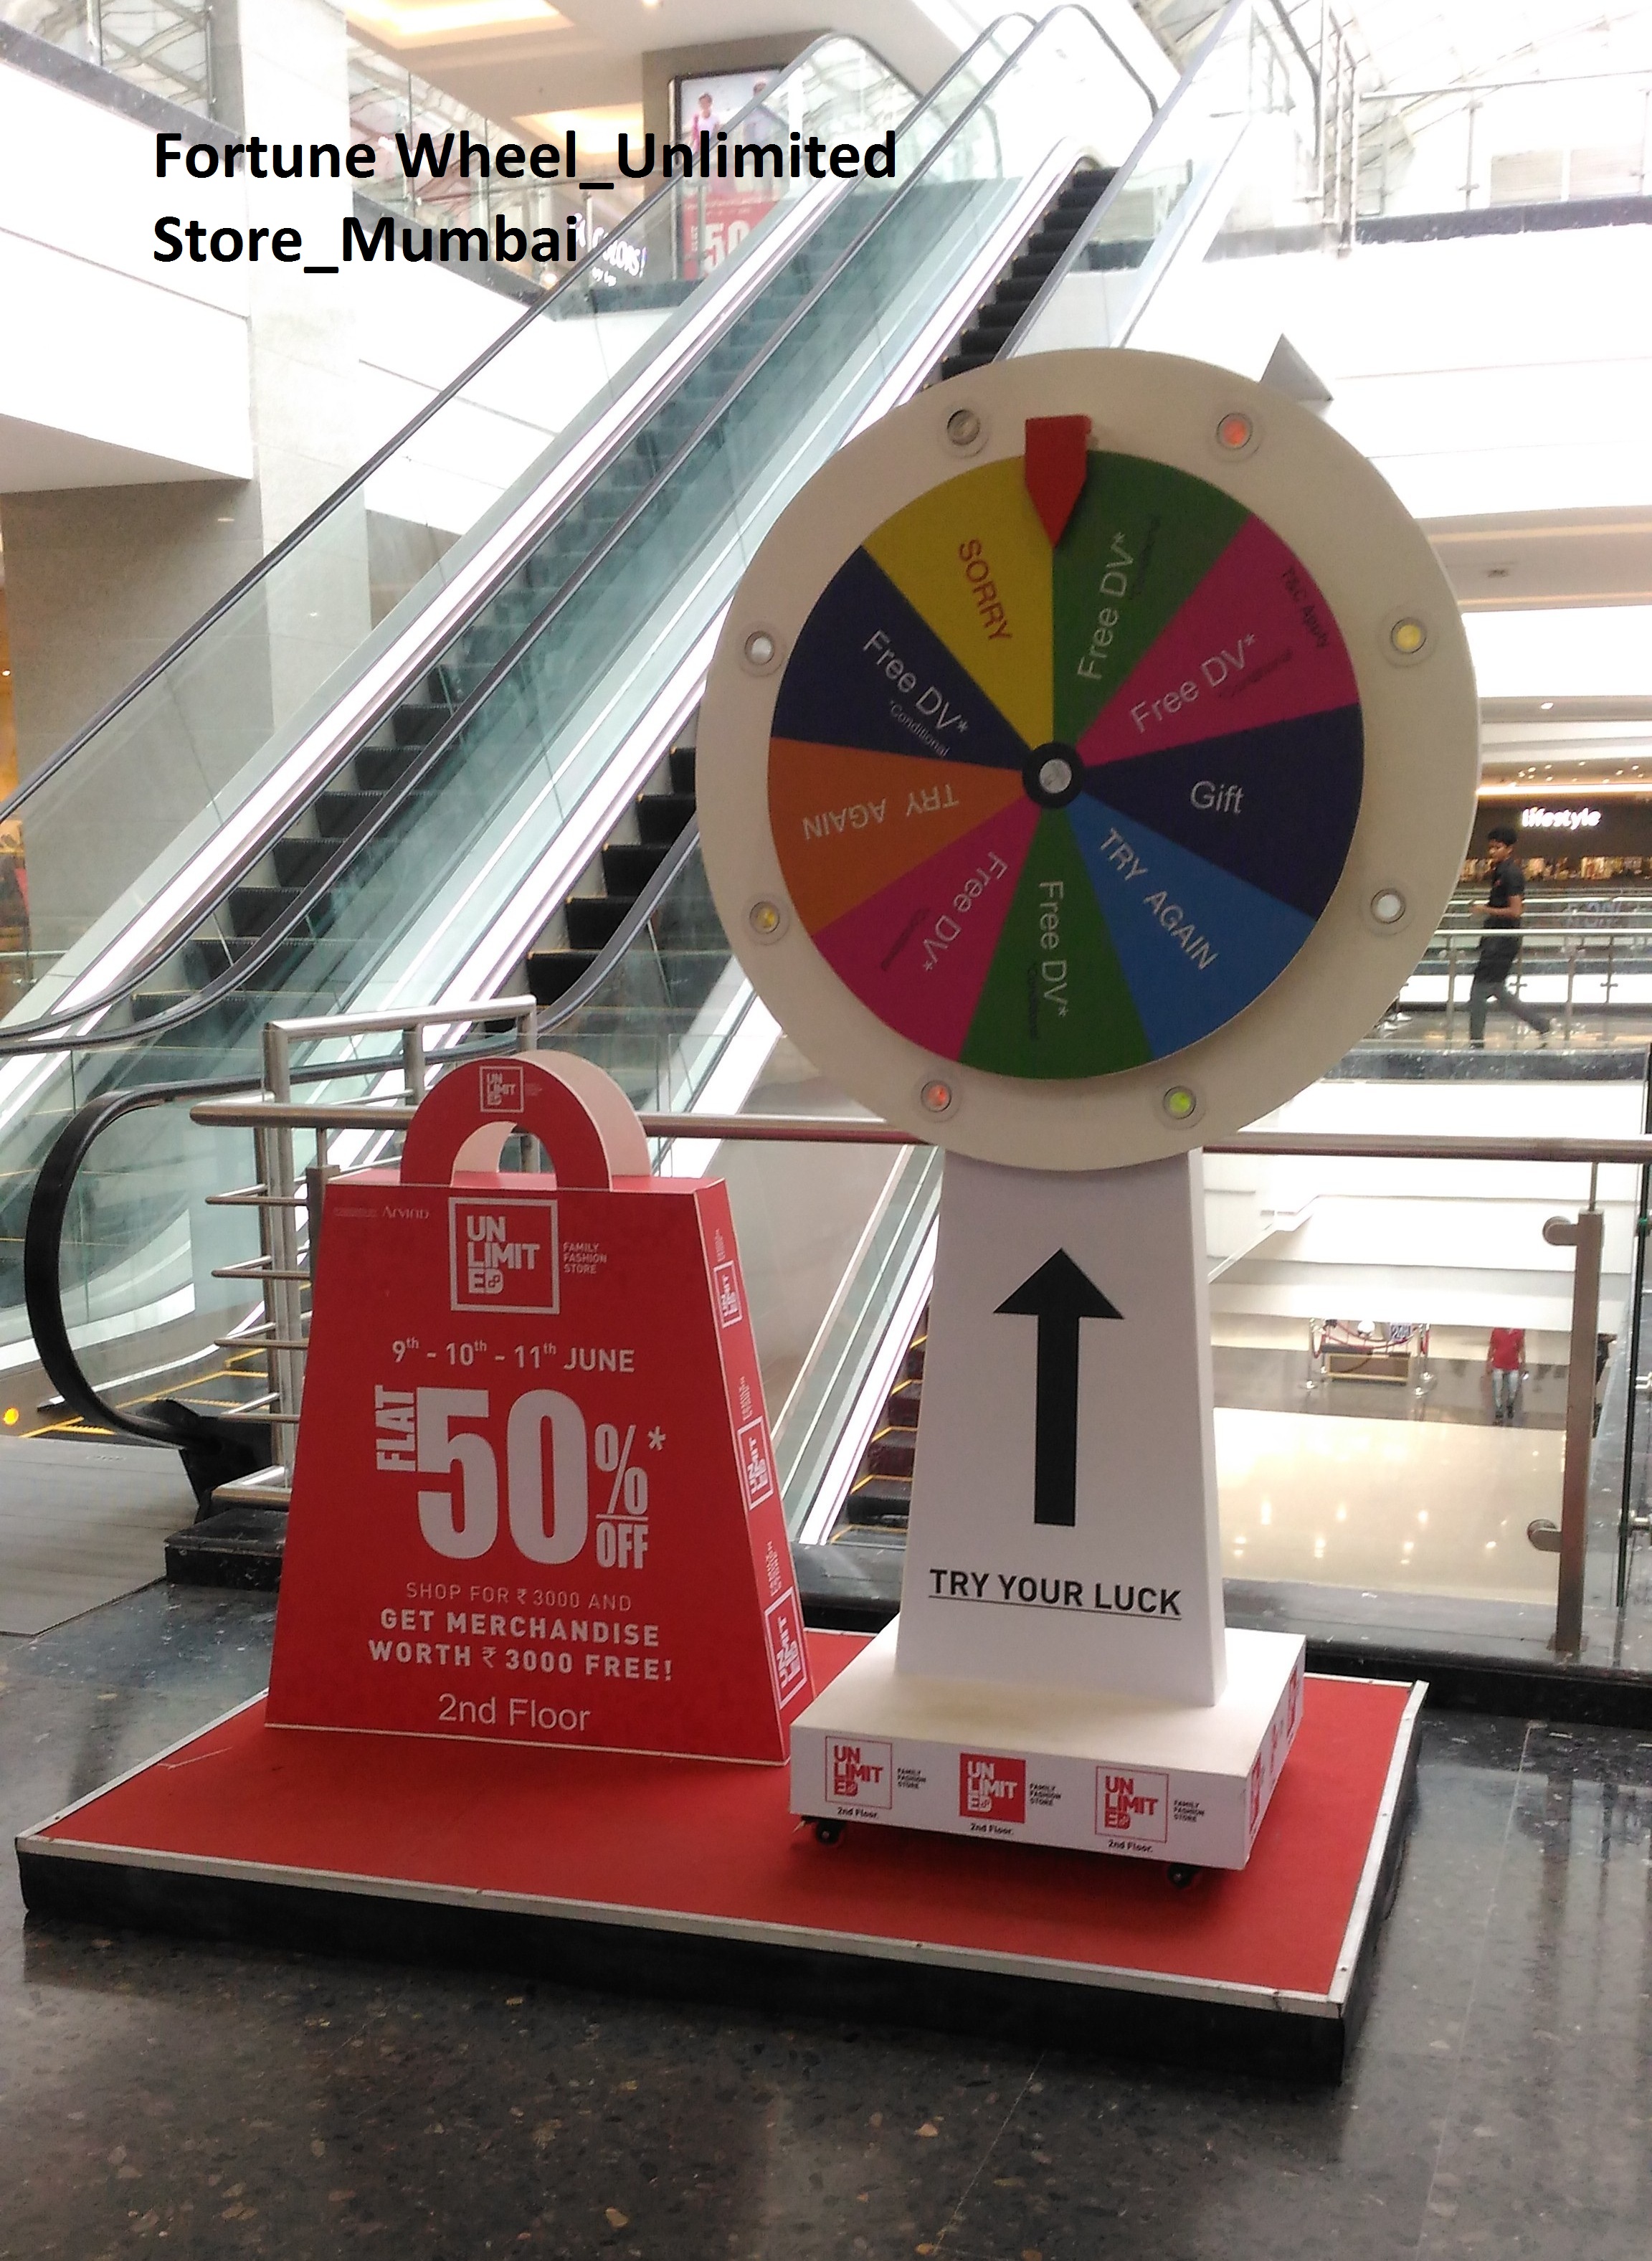 Fortune Wheel_Unlimited
Store_Mumbai
SORRY
Free DV*
Free DV*
T&C Apply
Free DV*
*Conditional
Gift
TRY AGAIN
TRY AGAIN
Free DV*
Free DV*
lifestyle
UN
LIMIT
ED
Arvind
UN
LIMIT
ED
FAMILY
FASHION
STORE
9th - 10th - 11th JUNE
FLAT 50%* OFF
SHOP FOR ₹ 3000 AND
GET MERCHANDISE
WORTH ₹ 3000 FREE!
2nd Floor
TRY YOUR LUCK
UN
LIMIT
ED
FAMILY
FASHION
STORE
2nd Floor.
UN
LIMIT
ED
FAMILY
FASHION
STORE
2nd Floor.
UN
LIMIT
ED
FAMILY
FASHION
STORE
2nd Floor.